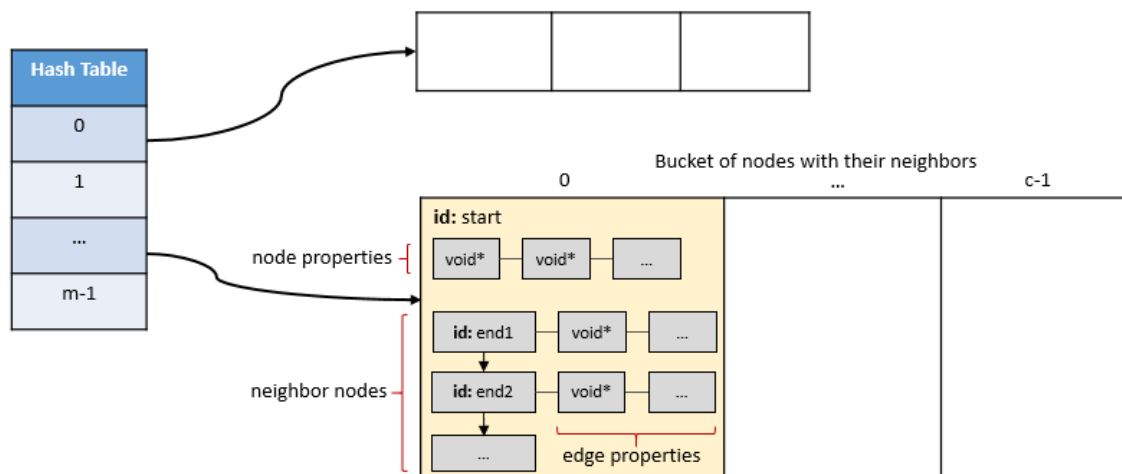 Hash Table
0
1
...
m-1
Bucket of nodes with their neighbors
0
...
c-1
id: start
node properties
void*
void*
...
neighbor nodes
id: end1
void*
...
id: end2
void*
...
...
edge properties